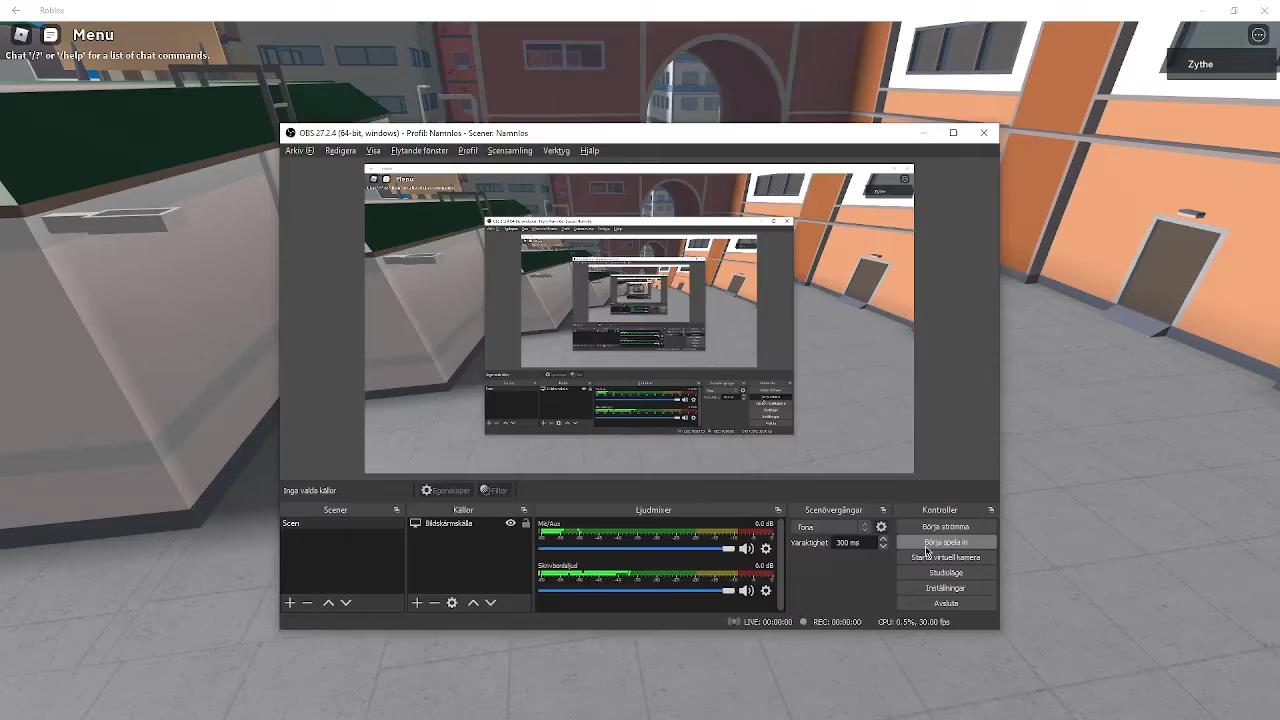 Roblox
Menu
Chat '/?' or '/help' for a list of chat commands.
Zythe
OBS 27.2.4 (64-bit, windows) - Profil: Namnlös - Scener: Namnlös
Arkiv (F) Redigera Visa Flytande fönster Profil Scensamling Verktyg Hjälp
Menu
Inga valda källor Egenskaper Filter
Scener Källor Ljudmixer Scenövergångar Kontroller
Scen
Bildskärmskälla
Mic/Aux 0.0 dB
Skrivbordsljud 0.0 dB
Tona
Varaktighet 300 ms
Börja strömma
Börja spela in
Starta virtuell kamera
Studioläge
Inställningar
Avsluta
LIVE: 00:00:00 REC: 00:00:00 CPU: 0.5%, 30.00 fps